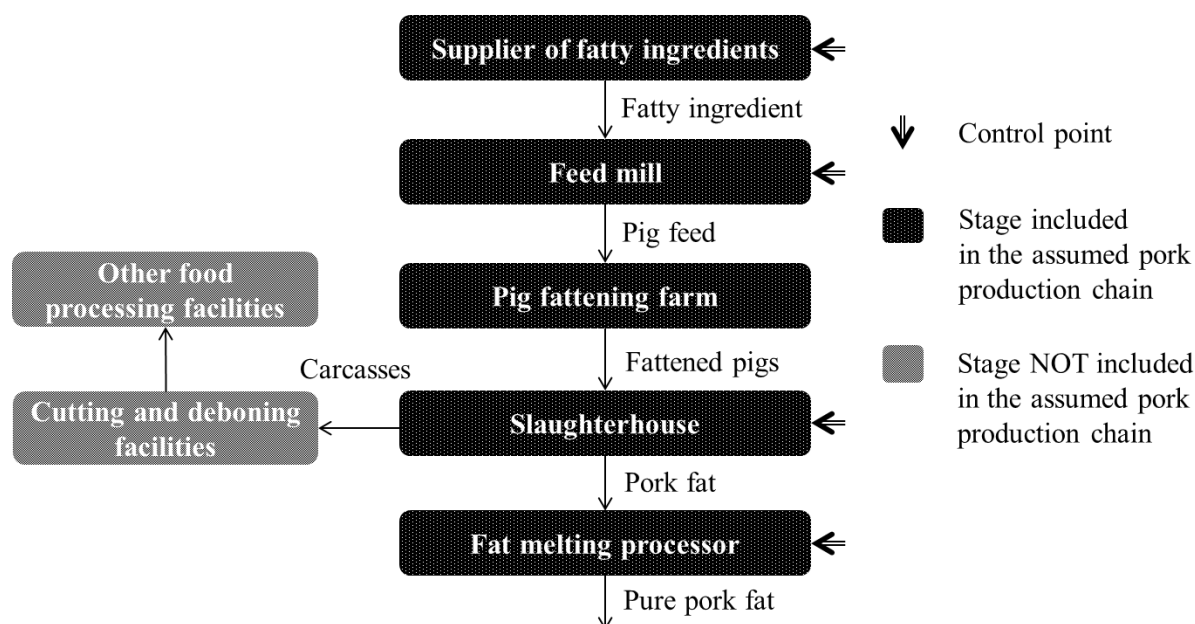 Supplier of fatty ingredients
Fatty ingredient
Control point
Feed mill
Pig feed
Stage included
in the assumed pork
production chain
Other food
processing facilities
Pig fattening farm
Carcasses
Fattened pigs
Stage NOT included
in the assumed pork
production chain
Cutting and deboning
facilities
Slaughterhouse
Pork fat
Fat melting processor
Pure pork fat